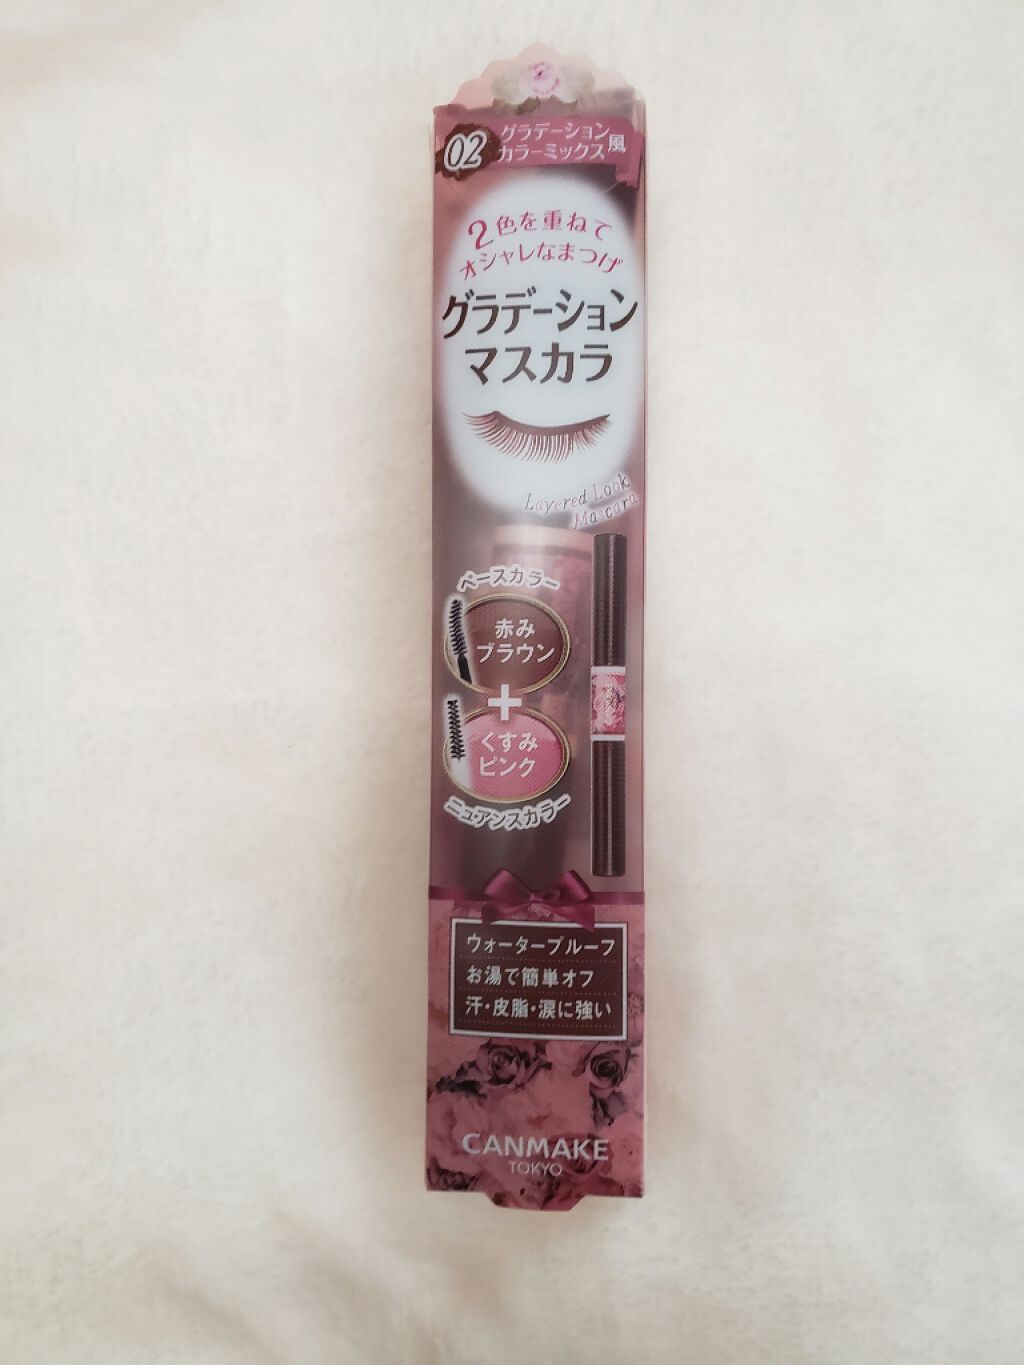 02
グラデーション
カラーミックス風
2色を重ねて
オシャレなまつげ
グラデーション
マスカラ
Layered Look
Mascara
ベースカラー
赤み
ブラウン
+
くすみ
ピンク
ニュアンスカラー
ウォータープルーフ
お湯で簡単オフ
汗・皮脂・涙に強い
CANMAKE
TOKYO